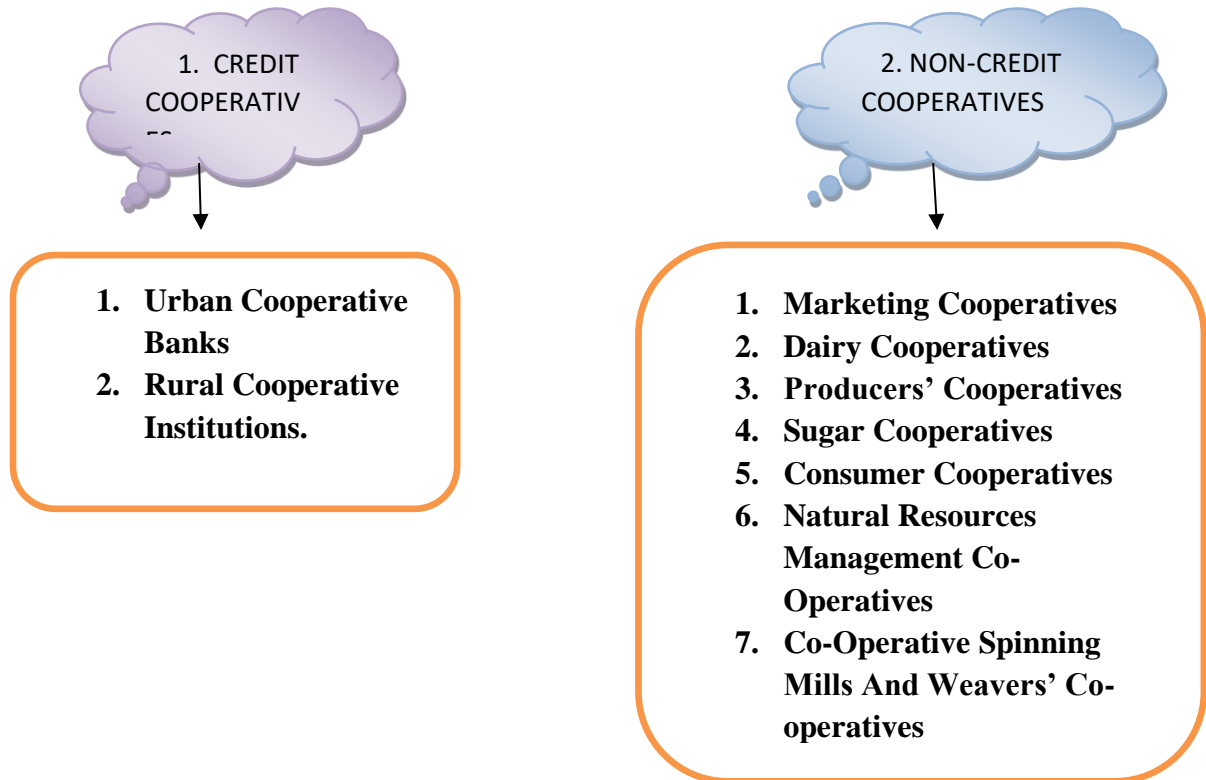 1. CREDIT
COOPERATIV
ES
2. NON-CREDIT
COOPERATIVES
1. Urban Cooperative
Banks
2. Rural Cooperative
Institutions.
1. Marketing Cooperatives
2. Dairy Cooperatives
3. Producers’ Cooperatives
4. Sugar Cooperatives
5. Consumer Cooperatives
6. Natural Resources
Management Co-
Operatives
7. Co-Operative Spinning
Mills And Weavers’ Co-
operatives